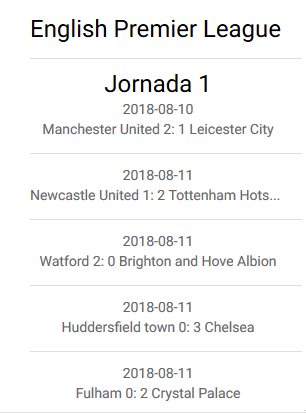 English Premier League
Jornada 1
2018-08-10
Manchester United 2: 1 Leicester City
2018-08-11
Newcastle United 1: 2 Tottenham Hots...
2018-08-11
Watford 2: 0 Brighton and Hove Albion
2018-08-11
Huddersfield town 0: 3 Chelsea
2018-08-11
Fulham 0: 2 Crystal Palace